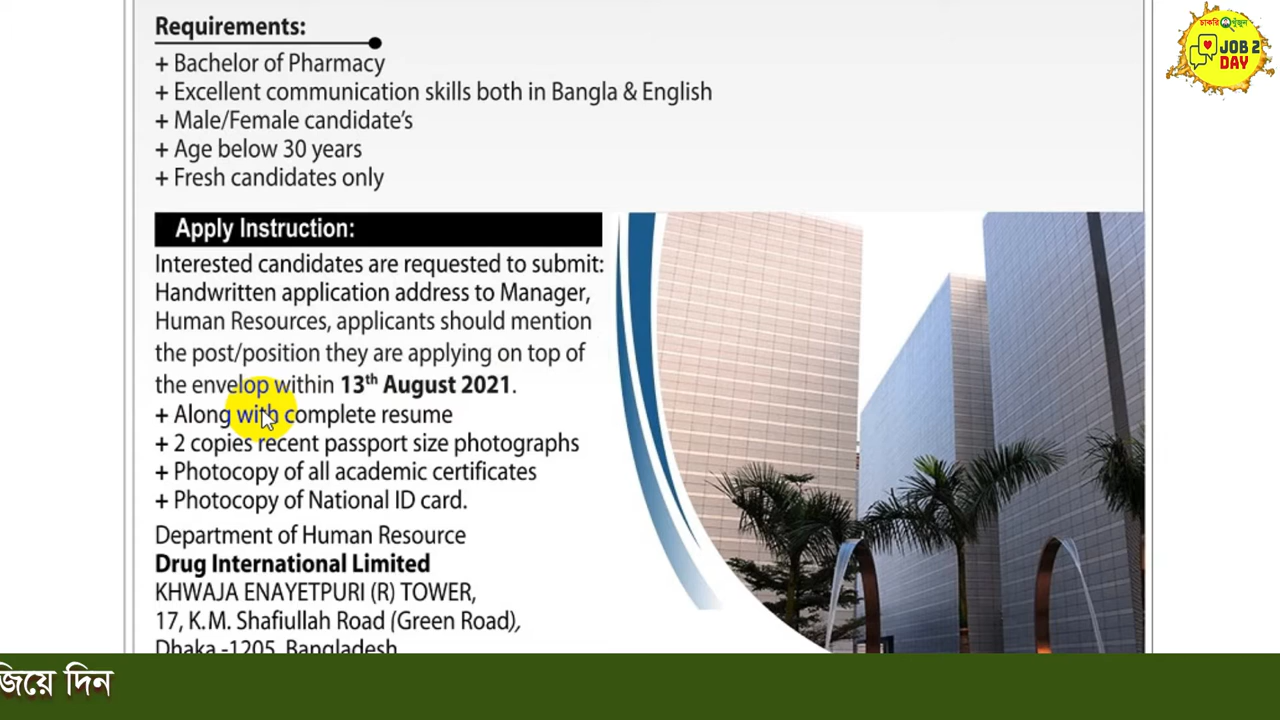 Requirements:
+ Bachelor of Pharmacy
+ Excellent communication skills both in Bangla & English
+ Male/Female candidate's
+ Age below 30 years
+ Fresh candidates only
Apply Instruction:
Interested candidates are requested to submit:
Handwritten application address to Manager,
Human Resources, applicants should mention
the post/position they are applying on top of
the envelop within 13th August 2021.
+ Along with complete resume
+ 2 copies recent passport size photographs
+ Photocopy of all academic certificates
+ Photocopy of National ID card.
Department of Human Resource
Drug International Limited
KHWAJA ENAYETPURI (R) TOWER,
17, K.M. Shafiullah Road (Green Road),
Dhaka -1205, Bangladesh
চাকরি খুঁজুন
JOB 2
DAY
জিয়ে দিন